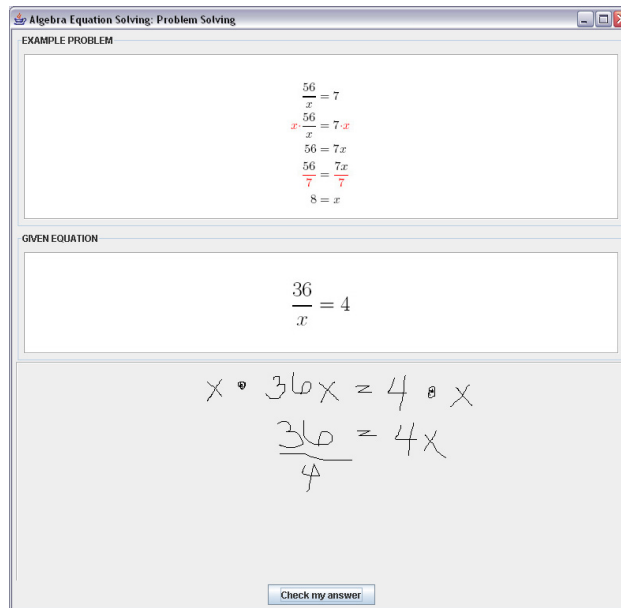 Algebra Equation Solving: Problem Solving
EXAMPLE PROBLEM
56/x = 7
x·56/x = 7·x
56 = 7x
56/7 = 7x/7
8 = x
GIVEN EQUATION
36/x = 4
x • 36x = 4 • x
36/4 = 4x
Check my answer